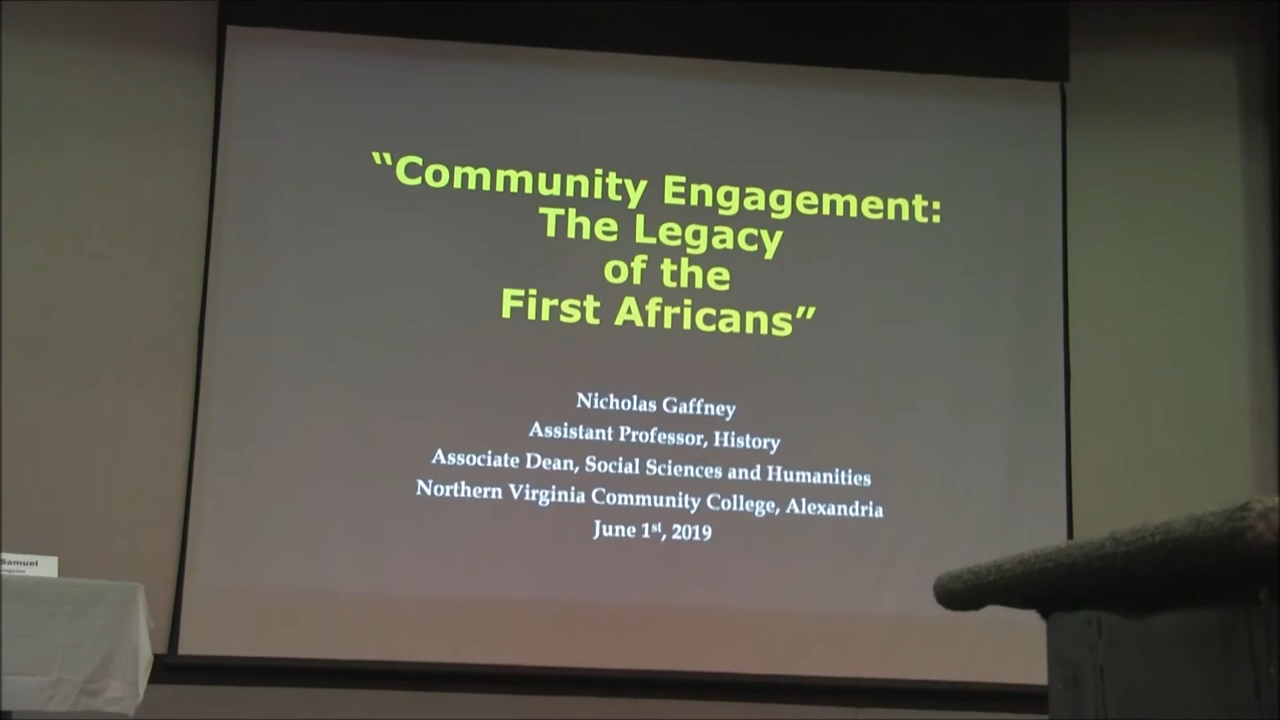 “Community Engagement:
The Legacy
of the
First Africans”
Nicholas Gaffney
Assistant Professor, History
Associate Dean, Social Sciences and Humanities
Northern Virginia Community College, Alexandria
June 1st, 2019
Samuel